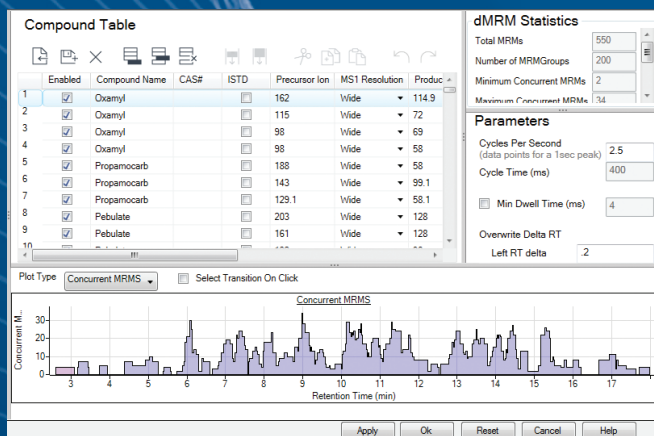 Compound Table
Enabled Compound Name CAS# ISTD Precursor Ion MS1 Resolution Produc
1 Oxamyl 162 Wide 114.9
2 Oxamyl 115 Wide 72
3 Oxamyl 98 Wide 69
4 Oxamyl 98 Wide 58
5 Propamocarb 188 Wide 58
6 Propamocarb 143 Wide 99.1
7 Propamocarb 129.1 Wide 58.1
8 Pebulate 203 Wide 128
9 Pebulate 161 Wide 128
10
dMRM Statistics
Total MRMs 550
Number of MRMGroups 200
Minimum Concurrent MRMs 2
Maximum Concurrent MRMs 34
Parameters
Cycles Per Second 2.5
(data points for a 1sec peak)
Cycle Time (ms) 400
Min Dwell Time (ms) 4
Overwrite Delta RT
Left RT delta .2
Plot Type Concurrent MRMS Select Transition On Click
Concurrent MRMS
Concurrent M...
30
20
10
0
3 4 5 6 7 8 9 10 11 12 13 14 15 16 17
Retention Time (min)
Apply Ok Reset Cancel Help